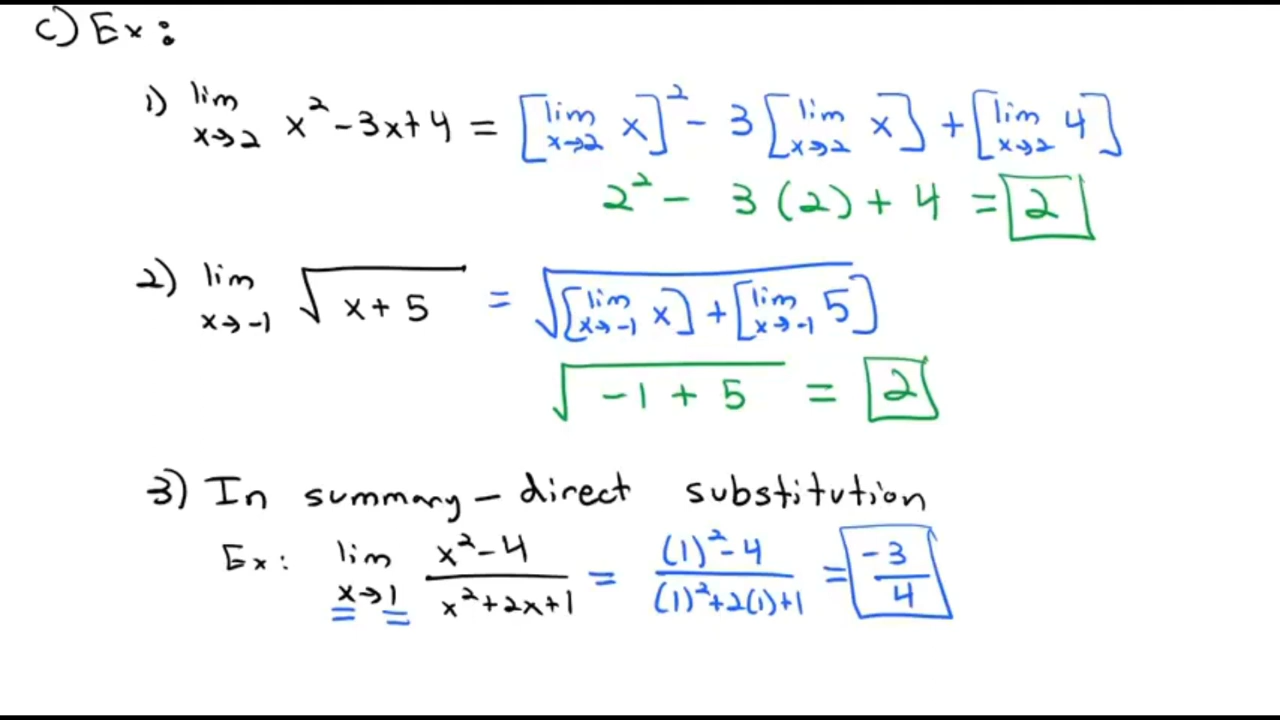 C) Ex:
1) lim x→2 x² - 3x + 4 = [lim x→2 x]² - 3[lim x→2 x] + [lim x→2 4]
2² - 3(2) + 4 = 2
2) lim x→-1 √(x + 5) = √([lim x→-1 x] + [lim x→-1 5])
√(-1 + 5) = 2
3) In summary - direct substitution
Ex: lim x→1 (x² - 4)/(x² + 2x + 1) = ((1)² - 4)/((1)² + 2(1) + 1) = -3/4